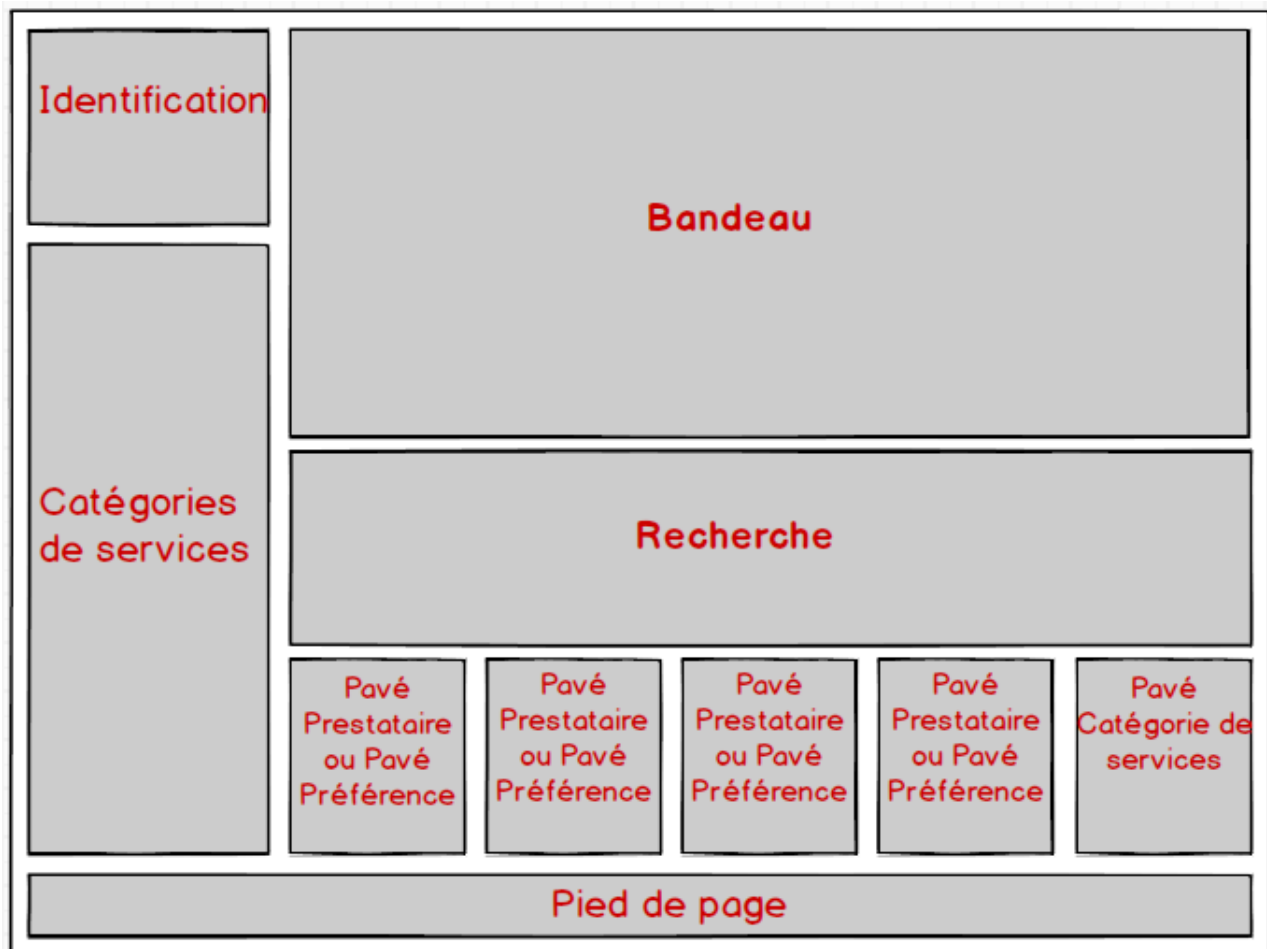 Identification
Bandeau
Catégories
de services
Recherche
Pavé
Prestataire
ou Pavé
Préférence
Pavé
Prestataire
ou Pavé
Préférence
Pavé
Prestataire
ou Pavé
Préférence
Pavé
Prestataire
ou Pavé
Préférence
Pavé
Catégorie de
services
Pied de page